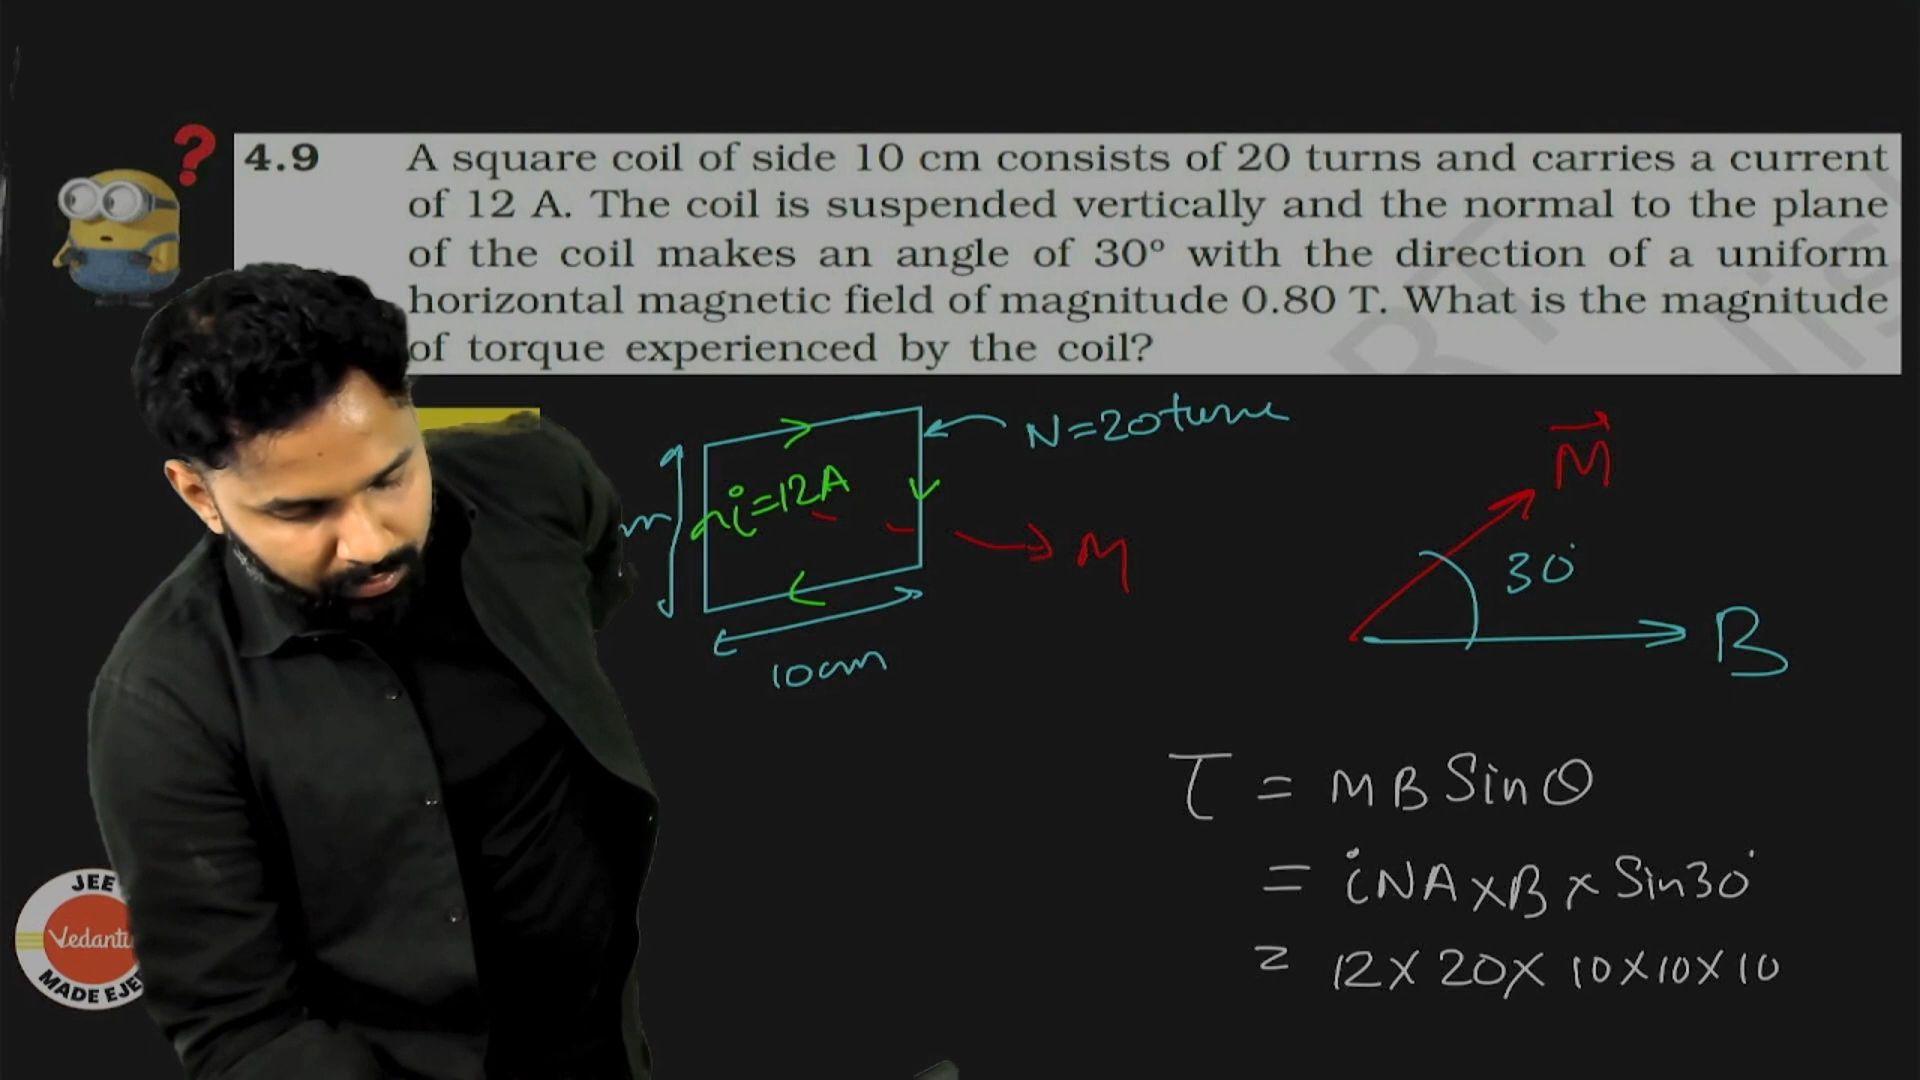 4.9 A square coil of side 10 cm consists of 20 turns and carries a current
of 12 A. The coil is suspended vertically and the normal to the plane
of the coil makes an angle of 30° with the direction of a uniform
horizontal magnetic field of magnitude 0.80 T. What is the magnitude
of torque experienced by the coil?
?
N=20turns
i=12A
M
10cm
M
30°
B
τ = MB Sinθ
= iNA×B× Sin30°
= 12× 20× 10×10×10
JEE
Vedantu
MADE EJE